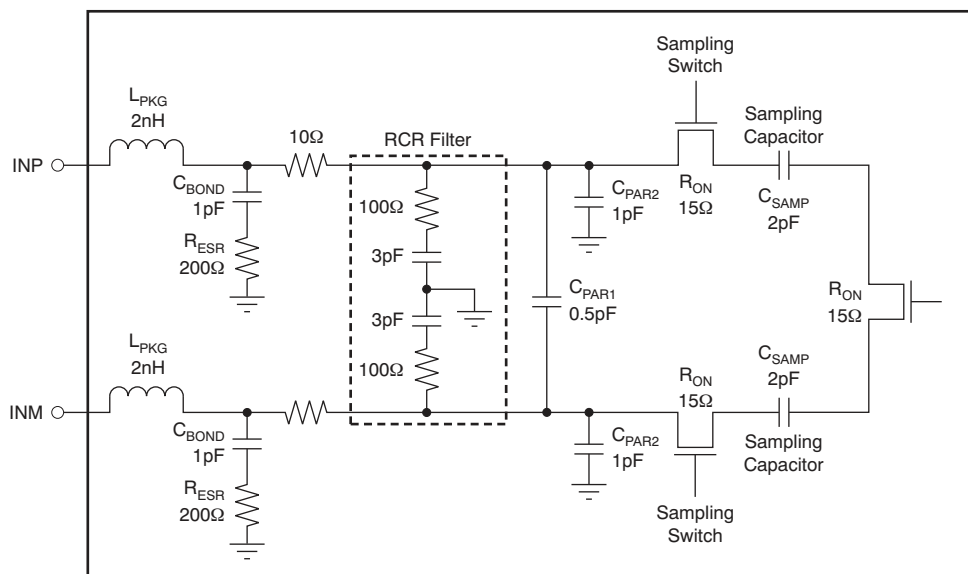 Sampling
Switch
L_PKG
2nH
Sampling
Capacitor
10Ω
RCR Filter
INP
C_BOND
1pF
100Ω
C_PAR2
1pF
R_ON
15Ω
C_SAMP
2pF
R_ESR
200Ω
3pF
C_PAR1
0.5pF
R_ON
15Ω
3pF
L_PKG
2nH
100Ω
R_ON
15Ω
C_SAMP
2pF
INM
C_BOND
1pF
C_PAR2
1pF
Sampling
Capacitor
R_ESR
200Ω
Sampling
Switch